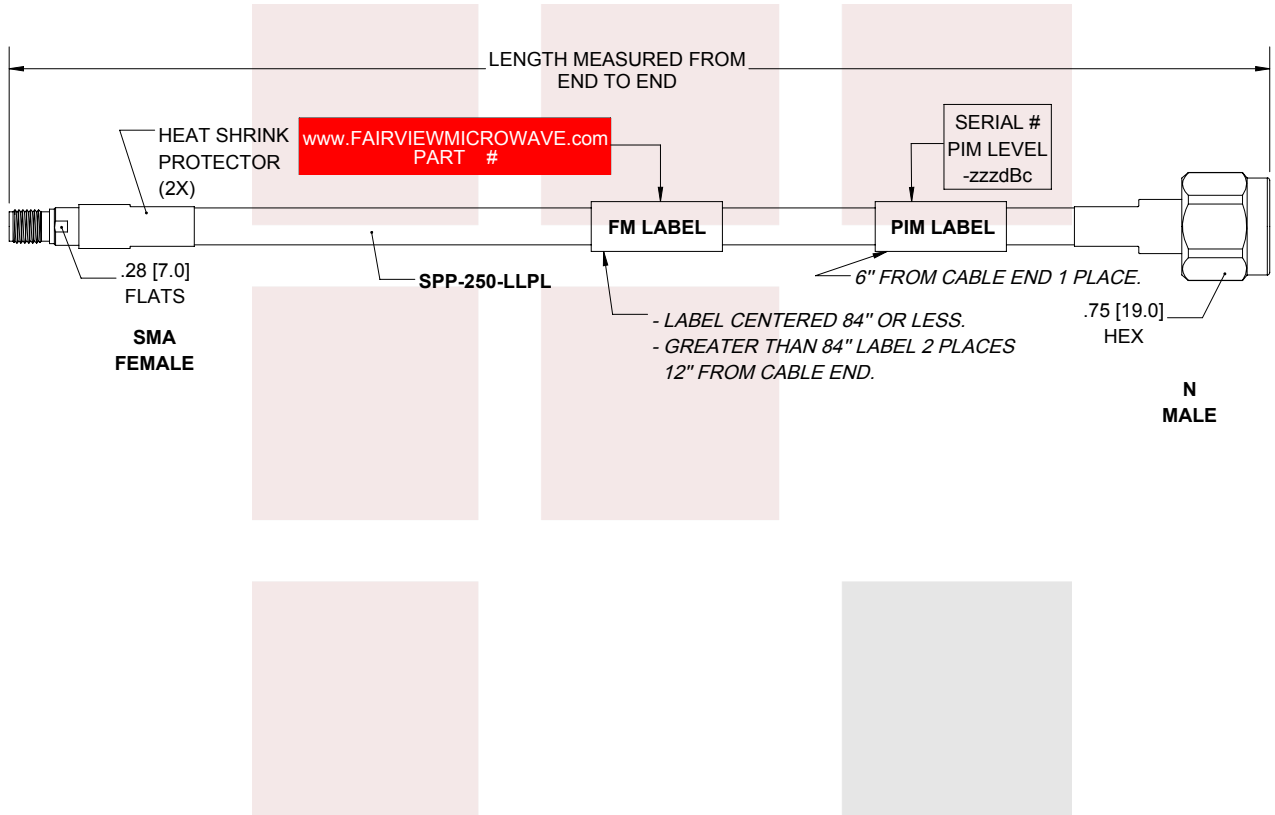 LENGTH MEASURED FROM
END TO END
HEAT SHRINK
PROTECTOR
(2X)
www.FAIRVIEWMICROWAVE.com
PART #
SERIAL #
PIM LEVEL
-zzzdBc
FM LABEL
PIM LABEL
.28 [7.0]
FLATS
SPP-250-LLPL
6" FROM CABLE END 1 PLACE.
- LABEL CENTERED 84" OR LESS.
- GREATER THAN 84" LABEL 2 PLACES
12" FROM CABLE END.
.75 [19.0]
HEX
SMA
FEMALE
N
MALE